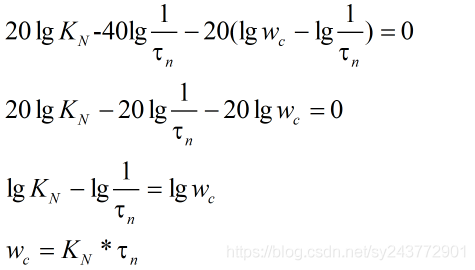 20 lg K_N -40lg 1/τ_n − 20(lg w_c − lg 1/τ_n) = 0
20 lg K_N − 20 lg 1/τ_n − 20 lg w_c = 0
lg K_N − lg 1/τ_n = lg w_c
w_c = K_N * τ_n
https://blog.csdn.net/sy243772901